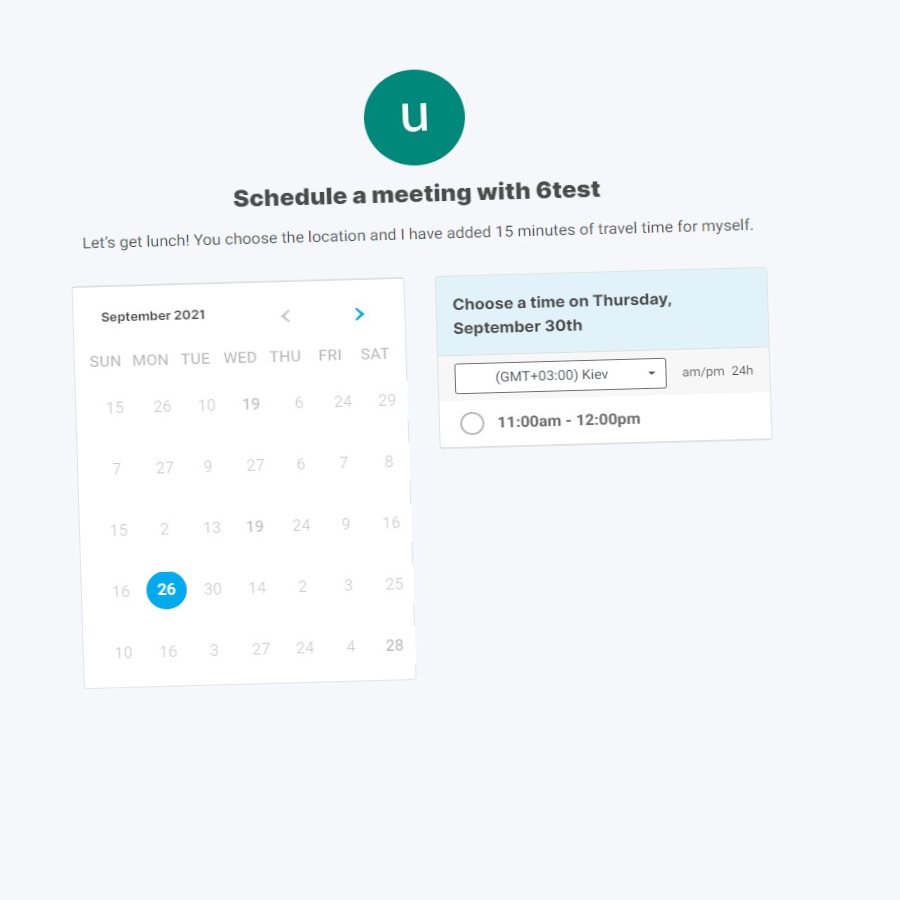 u
Schedule a meeting with 6test
Let's get lunch! You choose the location and I have added 15 minutes of travel time for myself.
September 2021
SUN MON TUE WED THU FRI SAT
15 26 10 19 6 24 29
7 27 9 27 6 7 8
15 2 13 19 24 9 16
16 26 30 14 2 3 25
10 16 3 27 24 4 28
Choose a time on Thursday,
September 30th
(GMT+03:00) Kiev am/pm 24h
11:00am - 12:00pm